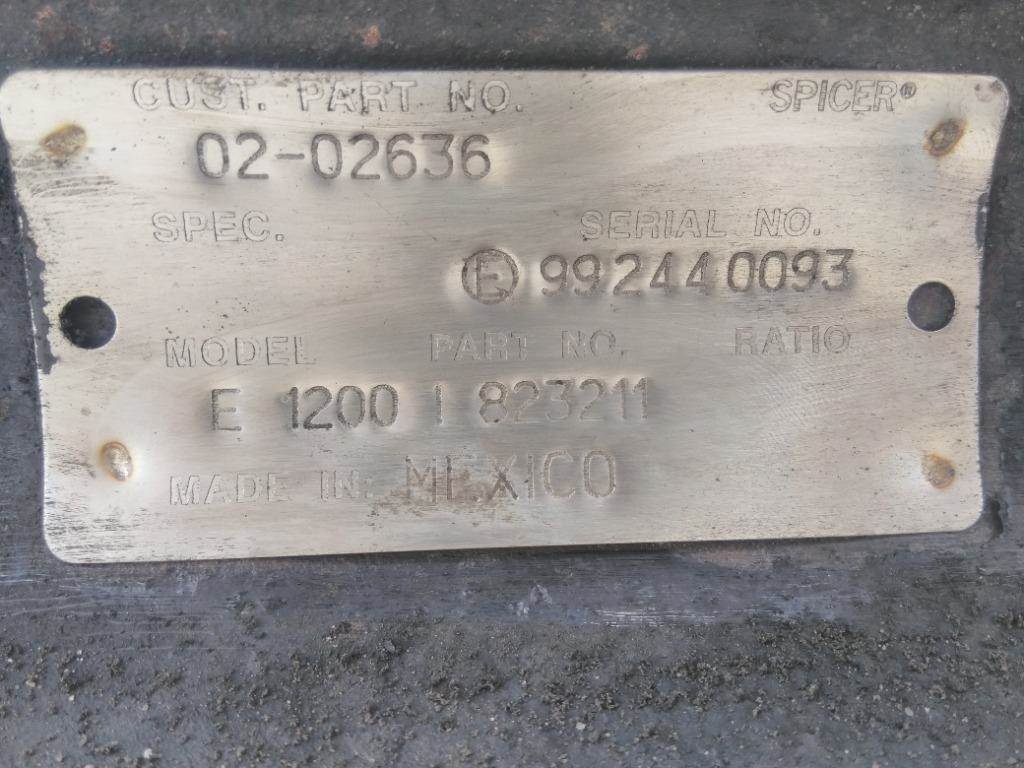 CUST. PART NO. SPICER®
02-02636
SPEC. SERIAL NO.
Ⓔ 992440093
MODEL PART NO. RATIO
E 1200 I 823211
MADE IN: MEXICO